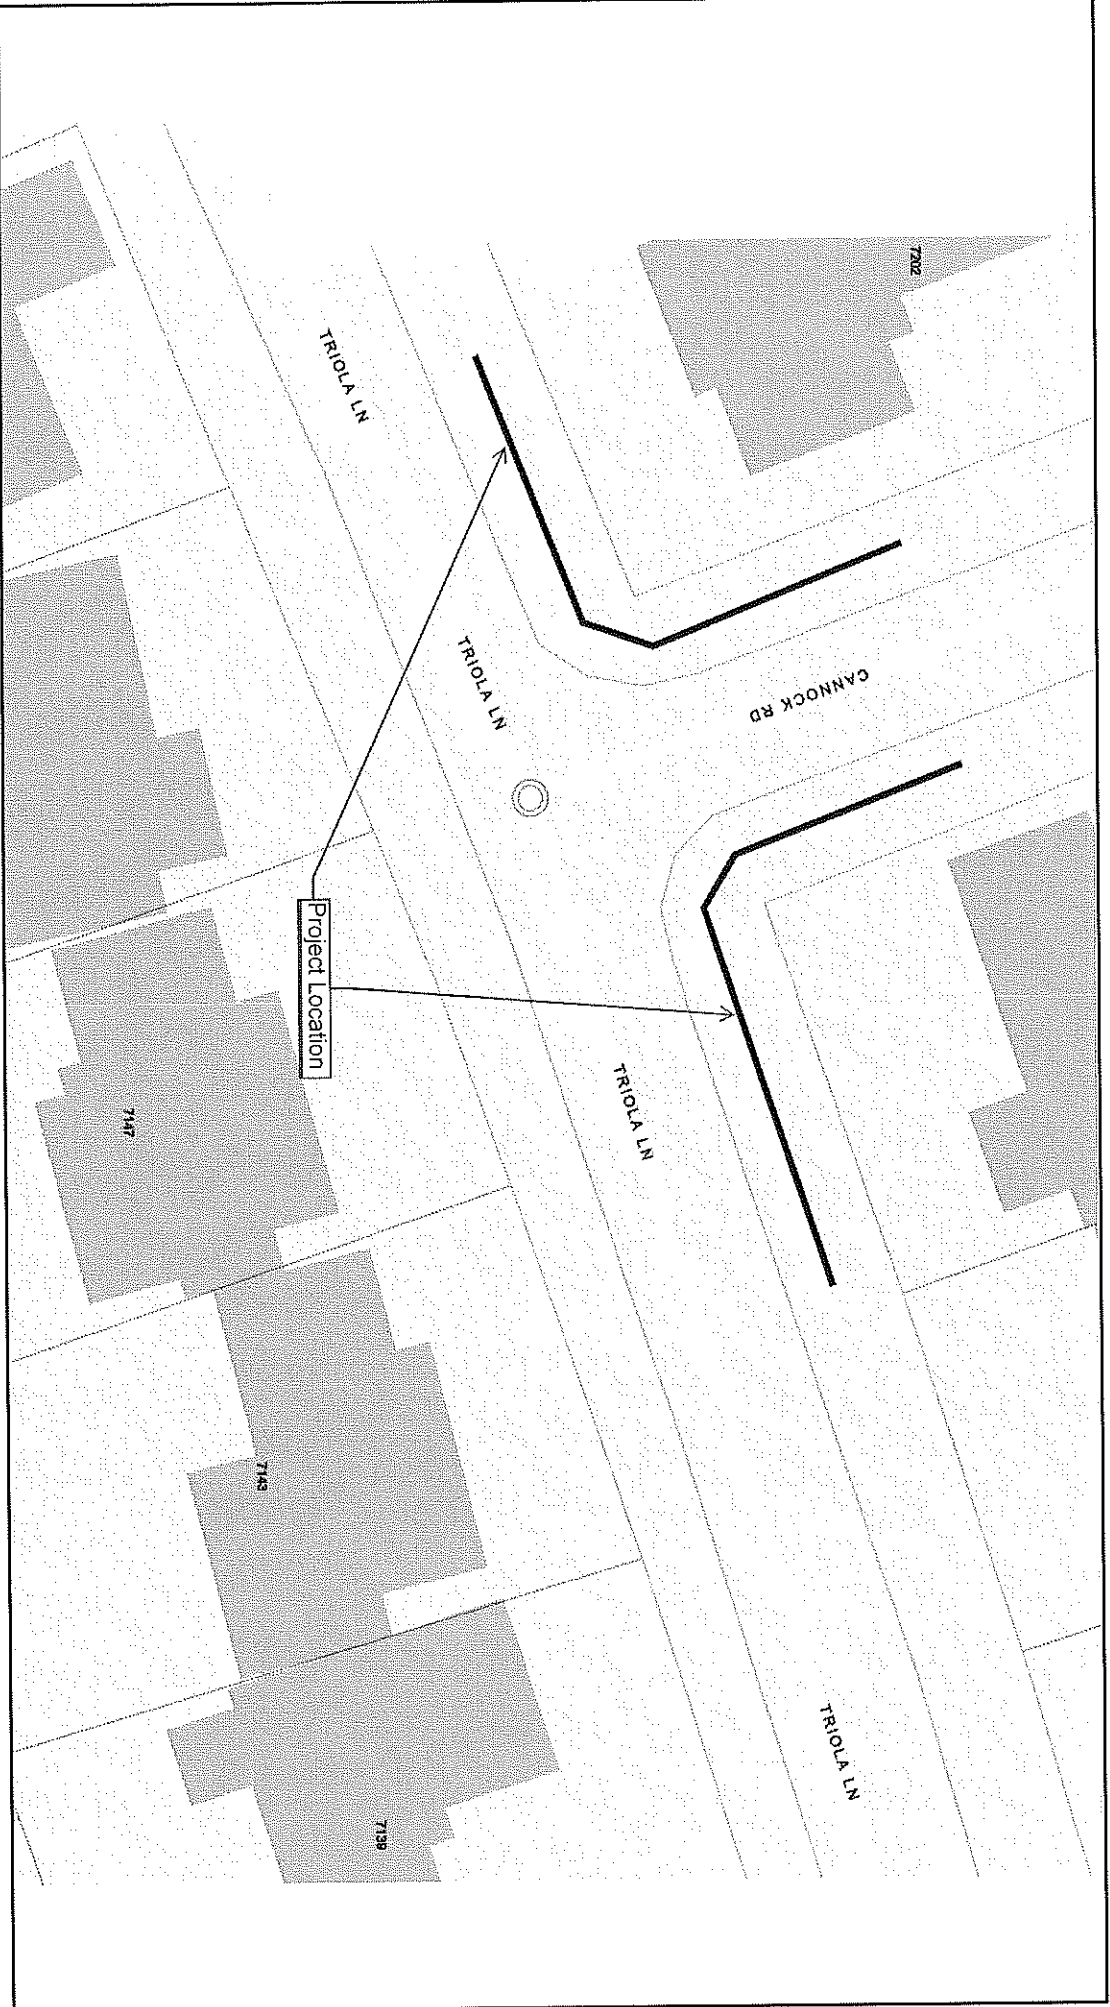 7202
TRIOLA LN
CANNOCK RD
TRIOLA LN
TRIOLA LN
Project Location
7147
7143
TRIOLA LN
7139